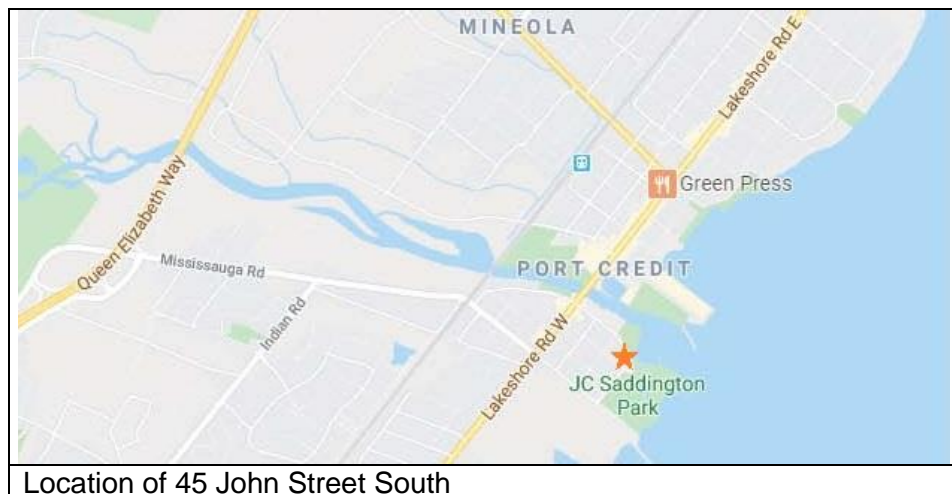 MINEOLA
Lakeshore Rd E
Green Press
Queen Elizabeth Way
Mississauga Rd
PORT CREDIT
Indian Rd
Lakeshore Rd W
JC Saddington
Park
Location of 45 John Street South